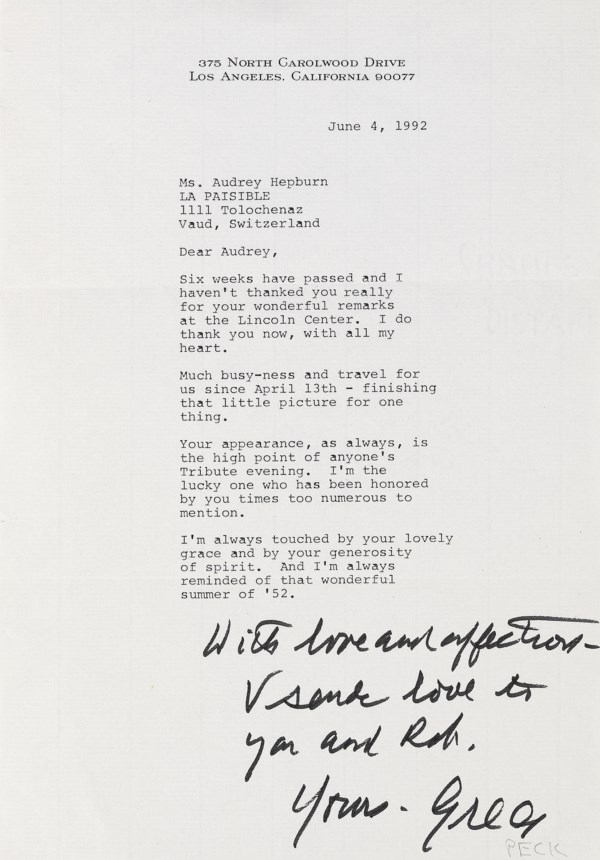 375 North Carolwood Drive
Los Angeles, California 90077
June 4, 1992
Ms. Audrey Hepburn
LA PAISIBLE
1111 Tolochenaz
Vaud, Switzerland
Dear Audrey,
Six weeks have passed and I
haven't thanked you really
for your wonderful remarks
at the Lincoln Center.  I do
thank you now, with all my
heart.
Much busy-ness and travel for
us since April 13th - finishing
that little picture for one
thing.
Your appearance, as always, is
the high point of anyone's
Tribute evening.  I'm the
lucky one who has been honored
by you times too numerous to
mention.
I'm always touched by your lovely
grace and by your generosity
of spirit.  And I'm always
reminded of that wonderful
summer of '52.
With love and affection -
V sends love to
you and Rob.
Yours - Greg
PECK